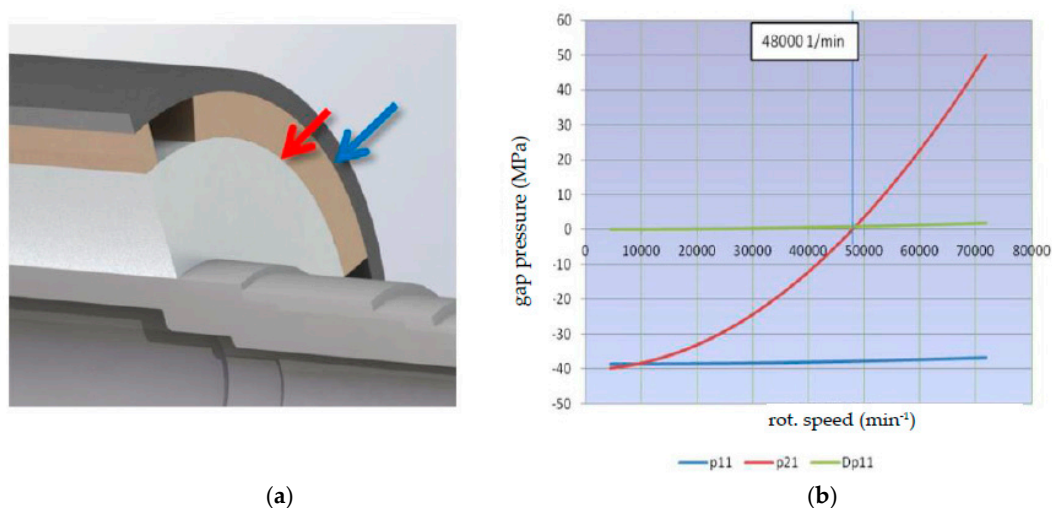 48000 1/min
60
50
40
30
20
10
0
-10
-20
-30
-40
-50
0 10000 20000 30000 40000 50000 60000 70000 80000
gap pressure (MPa)
rot. speed (min⁻¹)
p11 p21 Dp11
(a) (b)